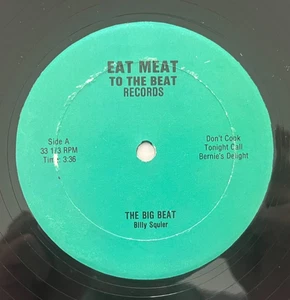 EAT MEAT
TO THE BEAT
RECORDS
Side A
33 1/3 RPM
Time 3:36
Don't Cook
Tonight Call
Bernie's Delight
THE BIG BEAT
Billy Squier